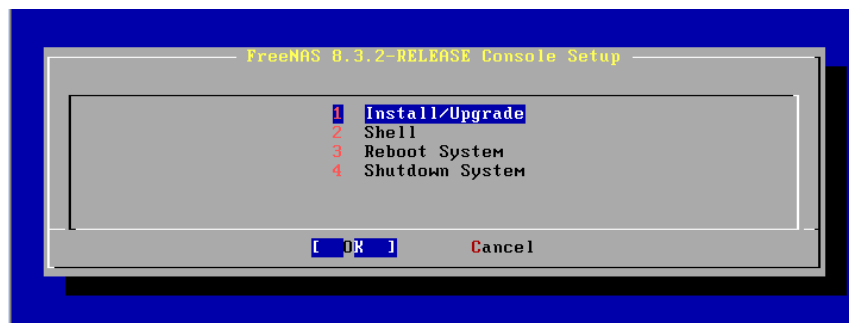 FreeNAS 8.3.2-RELEASE Console Setup
1 Install/Upgrade
2 Shell
3 Reboot System
4 Shutdown System
[ OK ] Cancel